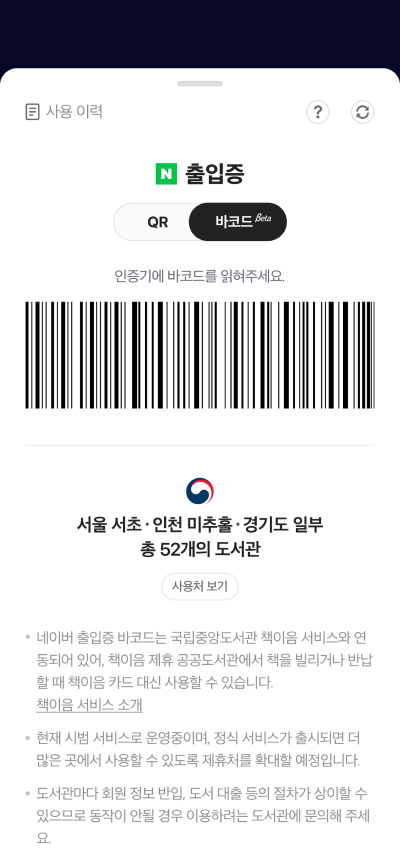 사용 이력
?
N 출입증
QR
바코드 Beta
인증기에 바코드를 읽혀주세요.
서울 서초·인천 미추홀·경기도 일부
총 52개의 도서관
사용처 보기
네이버 출입증 바코드는 국립중앙도서관 책이음 서비스와 연
동되어 있어, 책이음 제휴 공공도서관에서 책을 빌리거나 반납
할 때 책이음 카드 대신 사용할 수 있습니다.
책이음 서비스 소개
현재 시범 서비스로 운영중이며, 정식 서비스가 출시되면 더
많은 곳에서 사용할 수 있도록 제휴처를 확대할 예정입니다.
도서관마다 회원 정보 반입, 도서 대출 등의 절차가 상이할 수
있으므로 동작이 안될 경우 이용하려는 도서관에 문의해 주세
요.